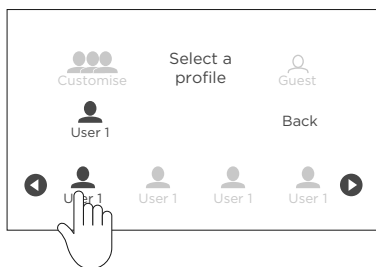 Select a
profile
Customise
Guest
User 1
Back
User 1
User 1
User 1
User 1